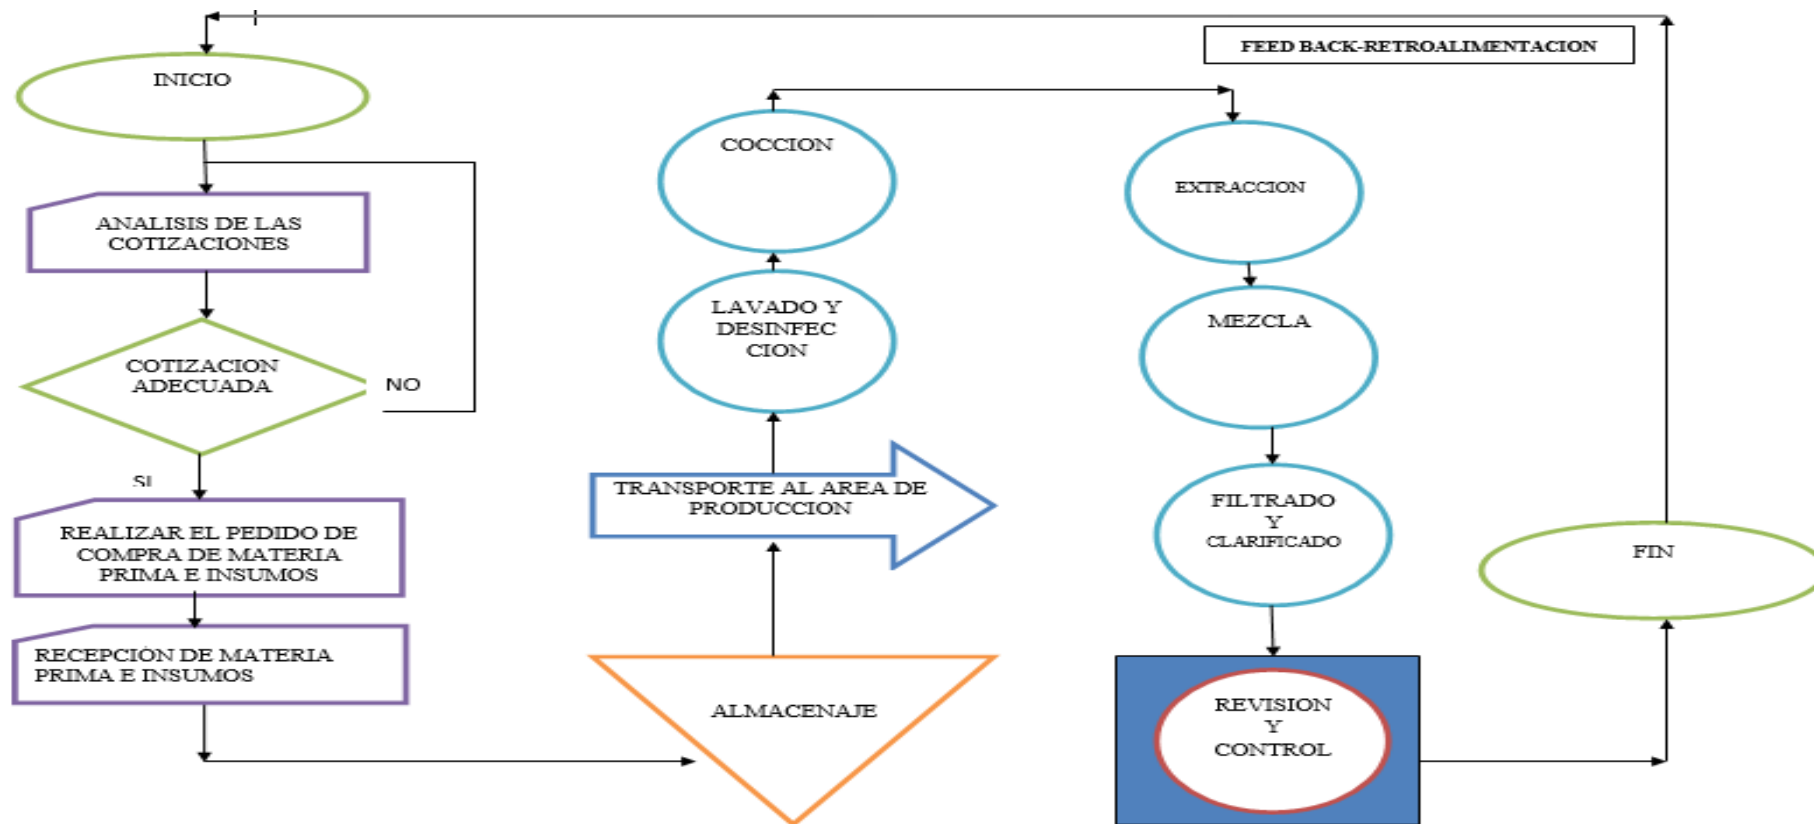 FEED BACK-RETROALIMENTACION
INICIO
ANALISIS DE LAS
COTIZACIONES
COTIZACION
ADECUADA
NO
SI
REALIZAR EL PEDIDO DE
COMPRA DE MATERIA
PRIMA E INSUMOS
RECEPCIÓN DE MATERIA
PRIMA E INSUMOS
ALMACENAJE
TRANSPORTE AL AREA DE
PRODUCCION
LAVADO Y
DESINFEC
CION
COCCION
EXTRACCION
MEZCLA
FILTRADO
Y
CLARIFICADO
REVISION
Y
CONTROL
FIN